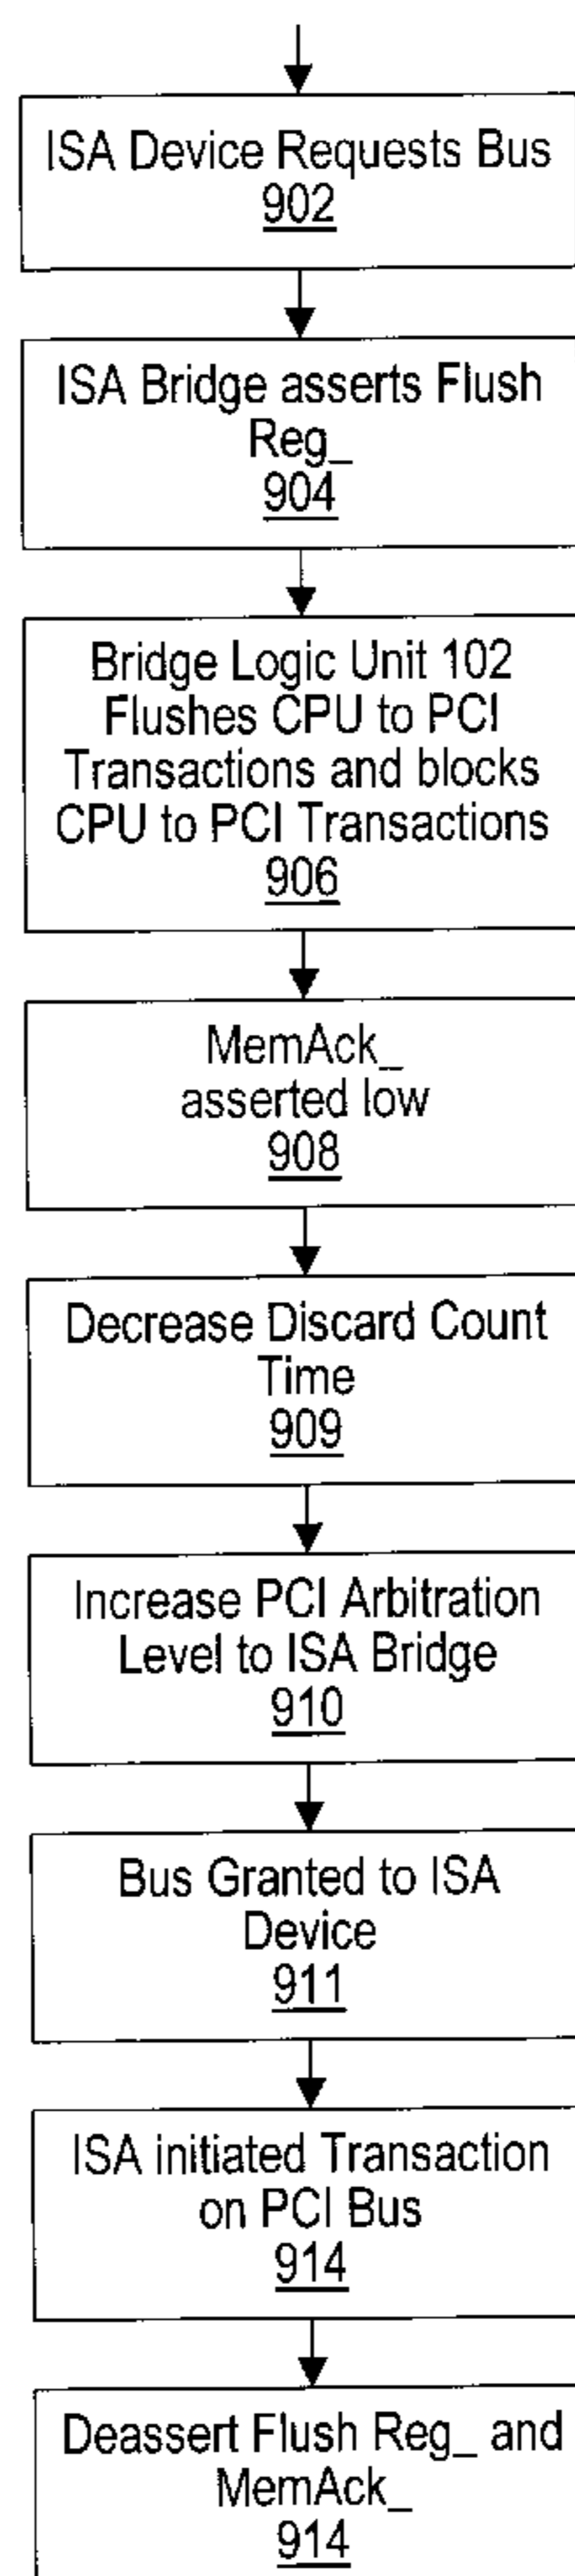 ISA Device Requests Bus
902
ISA Bridge asserts Flush
Reg_
904
Bridge Logic Unit 102
Flushes CPU to PCI
Transactions and blocks
CPU to PCI Transactions
906
MemAck_
asserted low
908
Decrease Discard Count
Time
909
Increase PCI Arbitration
Level to ISA Bridge
910
Bus Granted to ISA
Device
911
ISA initiated Transaction
on PCI Bus
914
Deassert Flush Reg_ and
MemAck_
914